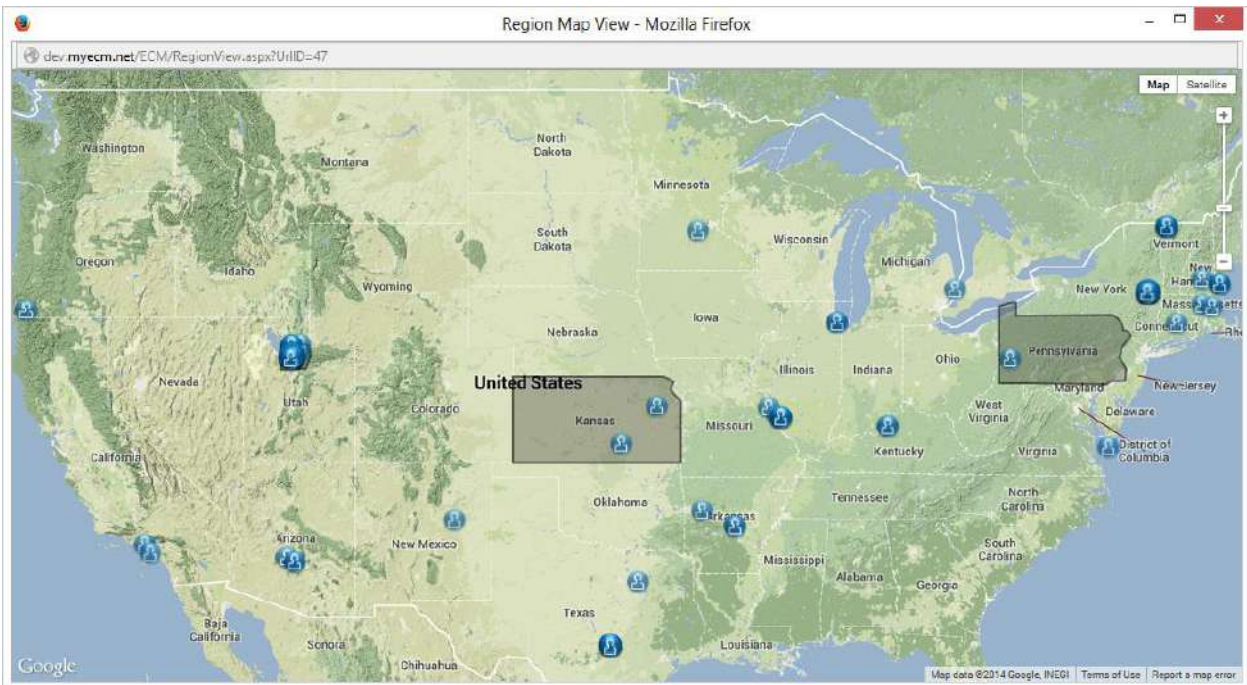 Region Map View - Mozilla Firefox
dev.myecm.net/ECM/RegionView.aspx?UrlID=47
Map Satellite
Washington
Montana
North
Dakota
Minnesota
South
Dakota
Wisconsin
Vermont
Oregon
Idaho
Michigan
New
Wyoming
New York
Iowa
Nebraska
Ohio
Pennsylvania
Illinois
Indiana
Nevada
United States
Maryland
New Jersey
Utah
Colorado
West
Virginia
Delaware
Kansas
Missouri
California
Kentucky
Virginia
District of
Columbia
Oklahoma
Tennessee
North
Carolina
Arkansas
Arizona
New Mexico
South
Carolina
Mississippi
Alabama
Georgia
Texas
Baja
California
Sonora
Louisiana
Chihuahua
Google
Map data ©2014 Google, INEGI Terms of Use Report a map error